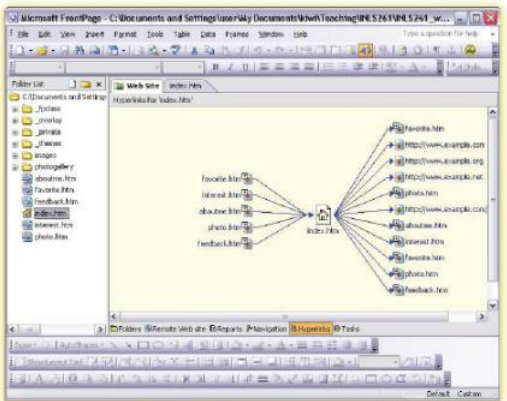 Microsoft FrontPage - C:\Documents and Settings\user\My Documents\kiwi\Teaching\INLS261\INLS261_w...
File Edit View Insert Format Tools Table Data Frames Window Help
Type a question for help
Folder List
Web Site index.htm
C:\Documents and Setting
Hyperlinks for 'index.htm'
_fpclass
_overlay
_private
_themes
images
photogallery
aboutme.htm
favorite.htm
feedback.htm
index.htm
interest.htm
photo.htm
favorite.htm
interest.htm
aboutme.htm
photo.htm
feedback.htm
index.htm
favorite.htm
http://www.example.com
http://www.example.org
http://www.example.net
photo.htm
http://www.example.com/
aboutme.htm
interest.htm
favorite.htm
photo.htm
feedback.htm
Folders Remote Web site Reports Navigation Hyperlinks Tasks
AutoShapes
Default Custom